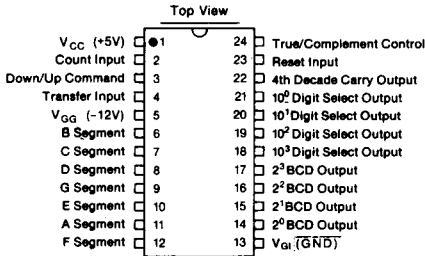 Top View
V_CC (+5V) 1 24 True/Complement Control
Count Input 2 23 Reset Input
Down/Up Command 3 22 4th Decade Carry Output
Transfer Input 4 21 10⁰ Digit Select Output
V_GG (−12V) 5 20 10¹ Digit Select Output
B Segment 6 19 10² Digit Select Output
C Segment 7 18 10³ Digit Select Output
D Segment 8 17 2³ BCD Output
G Segment 9 16 2² BCD Output
E Segment 10 15 2¹ BCD Output
A Segment 11 14 2⁰ BCD Output
F Segment 12 13 V_GI (GND)